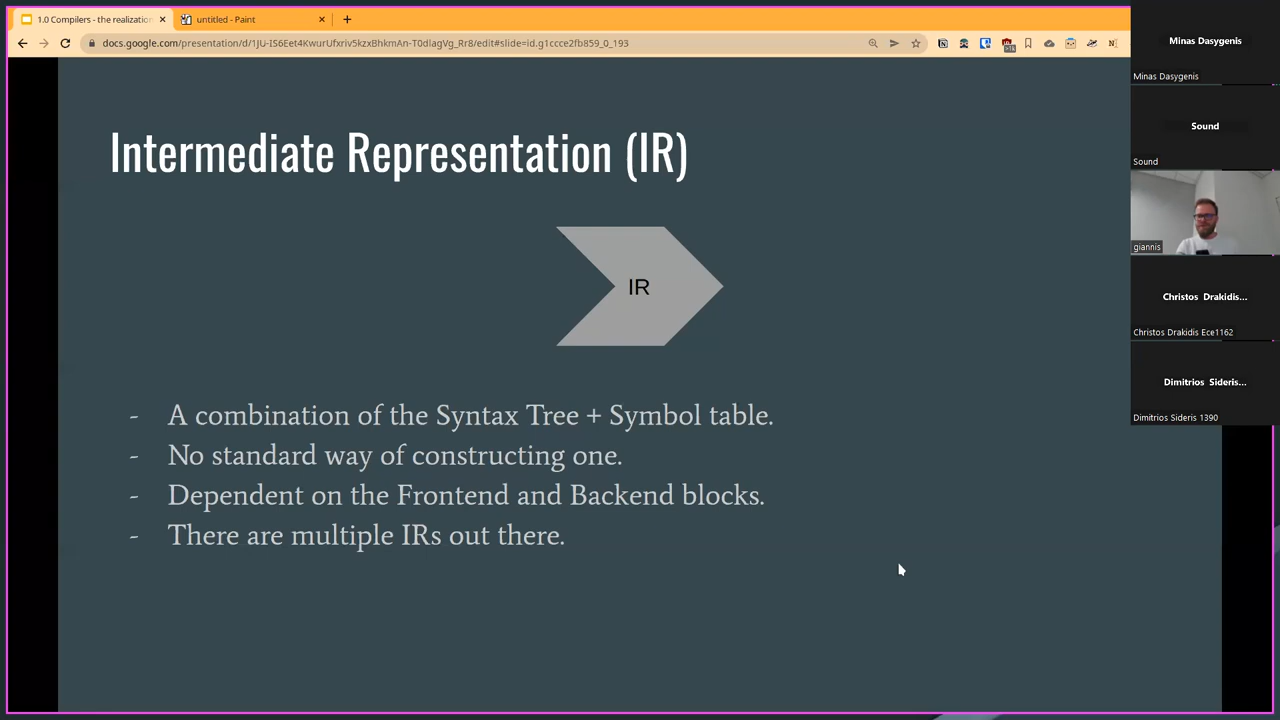 1.0 Compilers - the realization
untitled - Paint
docs.google.com/presentation/d/1JU-IS6Eet4KwurUfxriv5kzxBhkmAn-T0dlagVg_Rr8/edit#slide=id.g1ccce2fb859_0_193
Intermediate Representation (IR)
IR
- A combination of the Syntax Tree + Symbol table.
- No standard way of constructing one.
- Dependent on the Frontend and Backend blocks.
- There are multiple IRs out there.
Minas Dasygenis
Minas Dasygenis
Sound
Sound
giannis
Christos Drakidis...
Christos Drakidis Ece1162
Dimitrios Sideris...
Dimitrios Sideris 1390